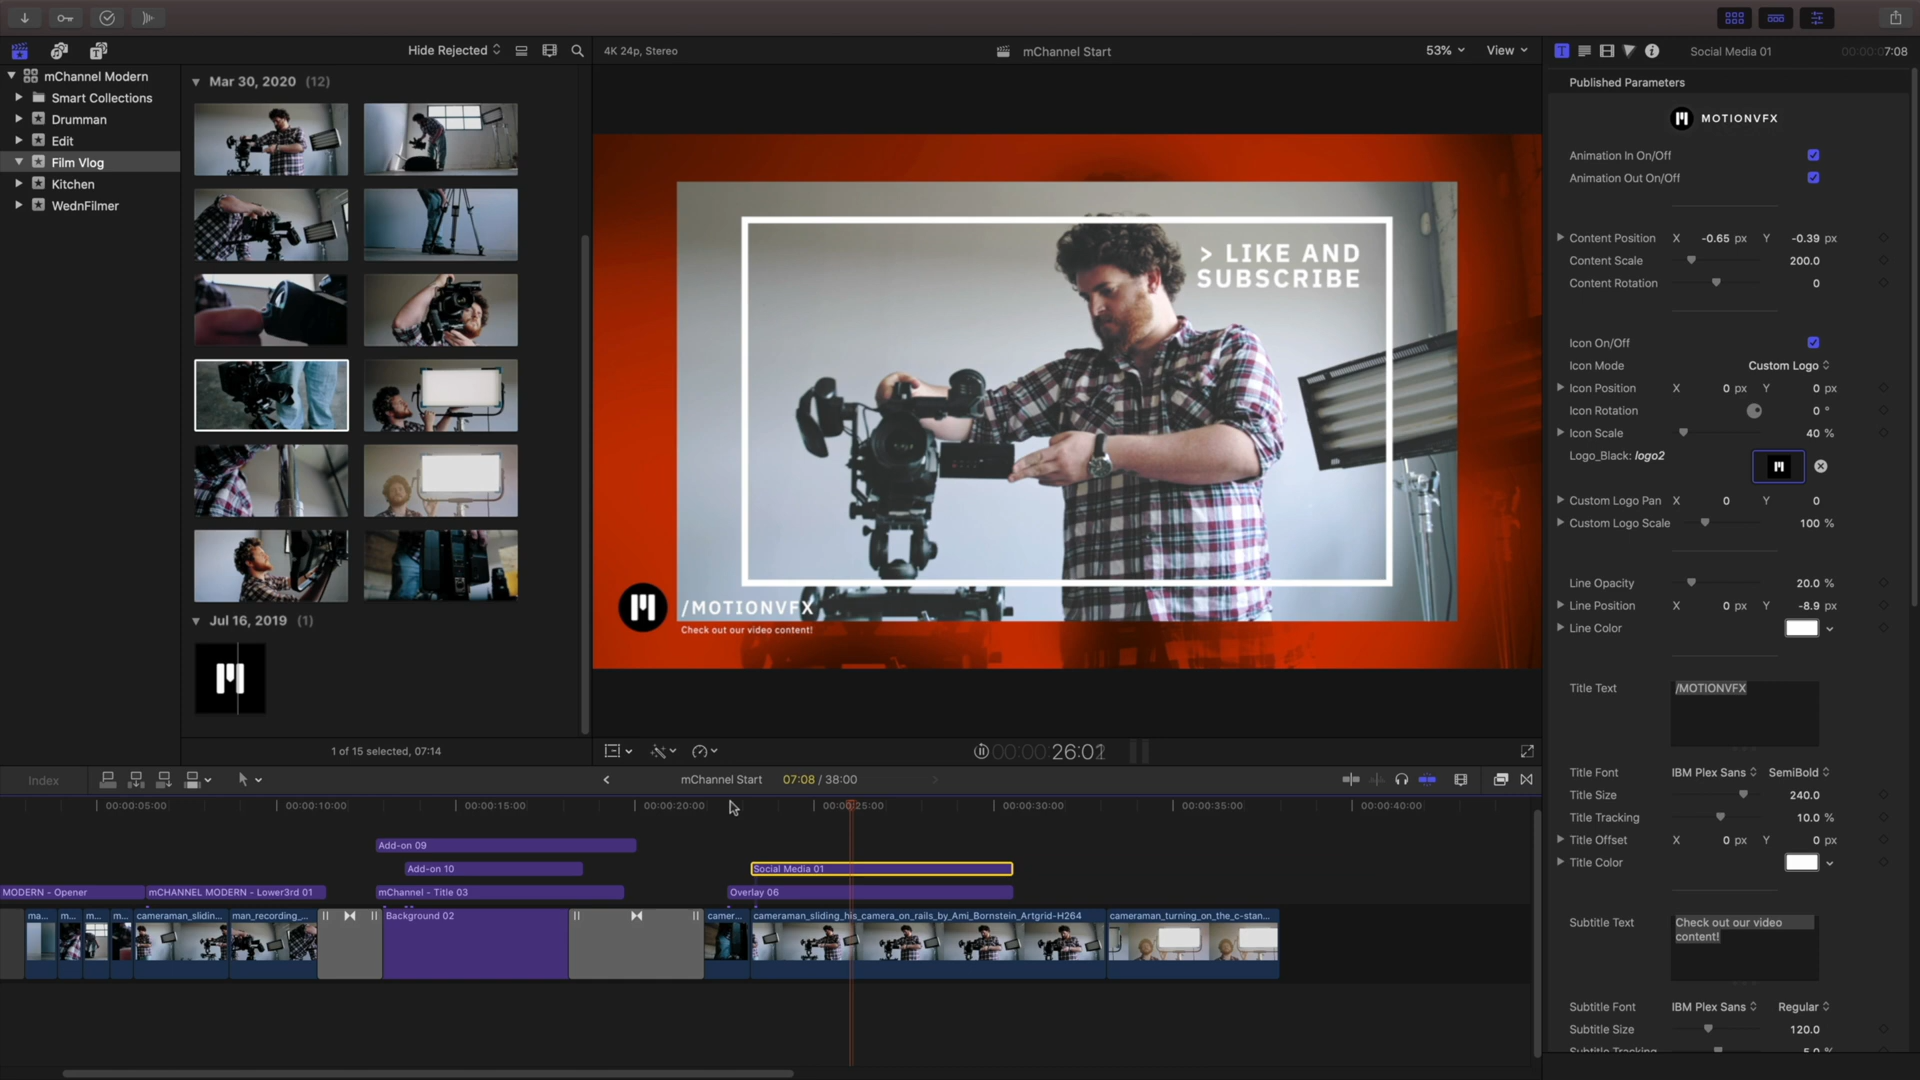 Hide Rejected
4K 24p, Stereo
mChannel Start
53%
View
Social Media 01
7:08
mChannel Modern
Smart Collections
Drumman
Edit
Film Vlog
Kitchen
WednFilmer
Mar 30, 2020 (12)
Jul 16, 2019 (1)
1 of 15 selected, 07:14
> LIKE AND
SUBSCRIBE
/MOTIONVFX
Check out our video content!
Published Parameters
MOTIONVFX
Animation In On/Off
Animation Out On/Off
Content Position X -0.65 px Y -0.39 px
Content Scale 200.0
Content Rotation 0
Icon On/Off
Icon Mode Custom Logo
Icon Position X 0 px Y 0 px
Icon Rotation 0 °
Icon Scale 40 %
Logo_Black: logo2
Custom Logo Pan X 0 Y 0
Custom Logo Scale 100 %
Line Opacity 20.0 %
Line Position X 0 px Y -8.9 px
Line Color
Title Text /MOTIONVFX
Title Font IBM Plex Sans SemiBold
Title Size 240.0
Title Tracking 10.0 %
Title Offset X 0 px Y 0 px
Title Color
Subtitle Text Check out our video
content!
Subtitle Font IBM Plex Sans Regular
Subtitle Size 120.0
Subtitle Tracking 5.0 %
Index
mChannel Start 07:08 / 38:00
00:00:05:00 00:00:10:00 00:00:15:00 00:00:20:00 00:00:25:00 00:00:30:00 00:00:35:00 00:00:40:00
Add-on 09
Add-on 10
Social Media 01
MODERN - Opener
mCHANNEL MODERN - Lower3rd 01
mChannel - Title 03
Overlay 06
ma...
m...
m...
m...
cameraman_slidin...
man_recording_...
Background 02
camer...
cameraman_sliding_his_camera_on_rails_by_Ami_Bornstein_Artgrid-H264
cameraman_turning_on_the_c-stan...